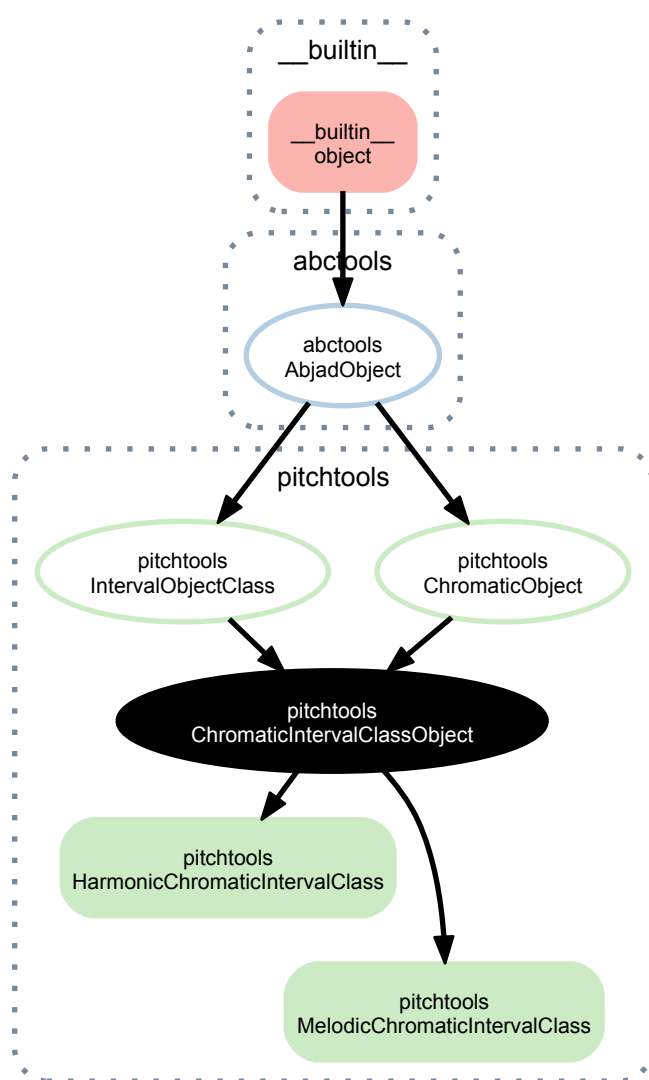 __builtin__
__builtin__
object
abctools
abctools
AbjadObject
pitchtools
pitchtools
IntervalObjectClass
pitchtools
ChromaticObject
pitchtools
ChromaticIntervalClassObject
pitchtools
HarmonicChromaticIntervalClass
pitchtools
MelodicChromaticIntervalClass